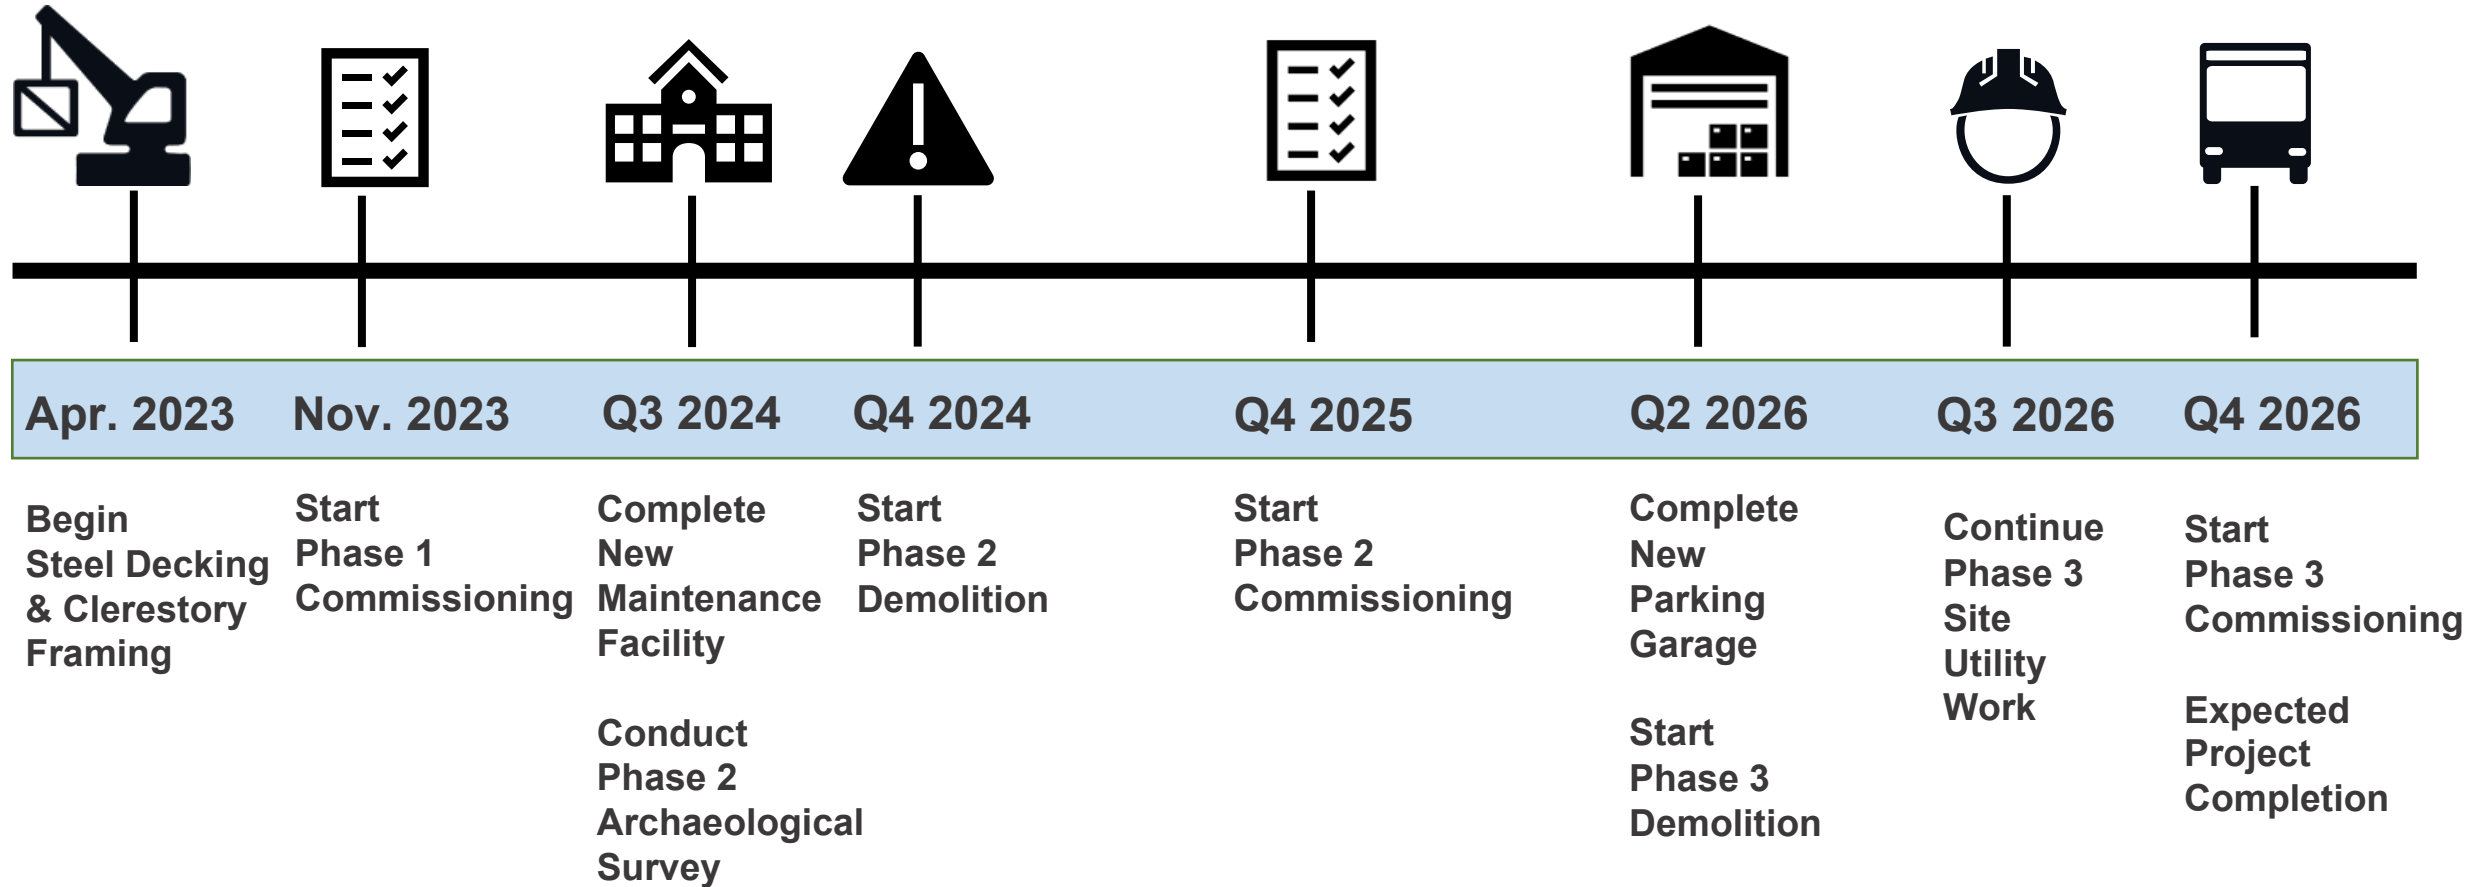 Apr. 2023
Nov. 2023
Q3 2024
Q4 2024
Q4 2025
Q2 2026
Q3 2026
Q4 2026
Begin
Steel Decking
& Clerestory
Framing
Start
Phase 1
Commissioning
Complete
New
Maintenance
Facility
Conduct
Phase 2
Archaeological
Survey
Start
Phase 2
Demolition
Start
Phase 2
Commissioning
Complete
New
Parking
Garage
Start
Phase 3
Demolition
Continue
Phase 3
Site
Utility
Work
Start
Phase 3
Commissioning
Expected
Project
Completion